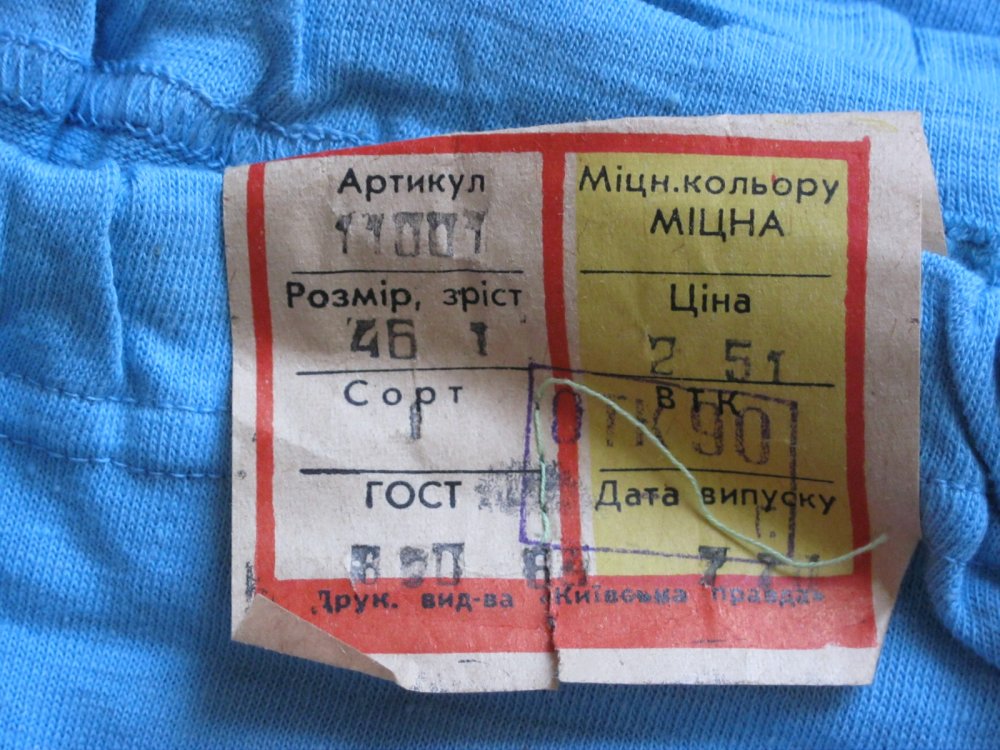 Артикул
11001
Розмір, зріст
46 1
Сорт
1
ГОСТ
Міцн.кольору
МІЦНА
Ціна
2 51
ВТК
ОТК 90
Дата випуску
Друк. вид-ва «Київська правда»